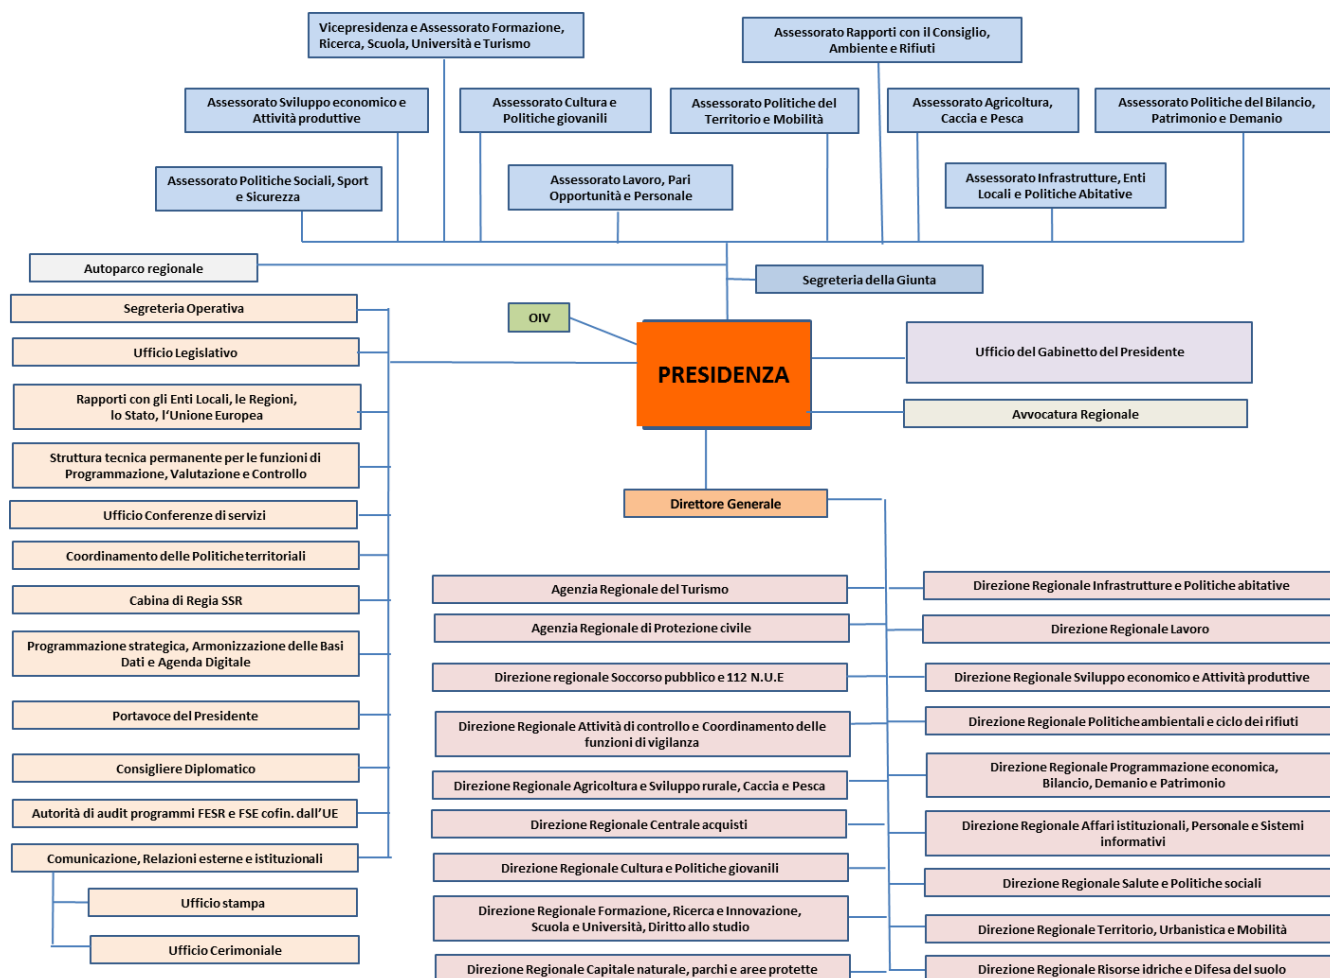 Vicepresidenza e Assessorato Formazione,
Ricerca, Scuola, Università e Turismo
Assessorato Rapporti con il Consiglio,
Ambiente e Rifiuti
Assessorato Sviluppo economico e
Attività produttive
Assessorato Cultura e
Politiche giovanili
Assessorato Politiche del
Territorio e Mobilità
Assessorato Agricoltura,
Caccia e Pesca
Assessorato Politiche del Bilancio,
Patrimonio e Demanio
Assessorato Politiche Sociali, Sport
e Sicurezza
Assessorato Lavoro, Pari
Opportunità e Personale
Assessorato Infrastrutture, Enti
Locali e Politiche Abitative
Autoparco regionale
Segreteria della Giunta
OIV
PRESIDENZA
Ufficio del Gabinetto del Presidente
Avvocatura Regionale
Direttore Generale
Segreteria Operativa
Ufficio Legislativo
Rapporti con gli Enti Locali, le Regioni,
lo Stato, l'Unione Europea
Struttura tecnica permanente per le funzioni di
Programmazione, Valutazione e Controllo
Ufficio Conferenze di servizi
Coordinamento delle Politiche territoriali
Cabina di Regia SSR
Programmazione strategica, Armonizzazione delle Basi
Dati e Agenda Digitale
Portavoce del Presidente
Consigliere Diplomatico
Autorità di audit programmi FESR e FSE cofin. dall'UE
Comunicazione, Relazioni esterne e istituzionali
Ufficio stampa
Ufficio Cerimoniale
Agenzia Regionale del Turismo
Agenzia Regionale di Protezione civile
Direzione regionale Soccorso pubblico e 112 N.U.E
Direzione Regionale Attività di controllo e Coordinamento delle
funzioni di vigilanza
Direzione Regionale Agricoltura e Sviluppo rurale, Caccia e Pesca
Direzione Regionale Centrale acquisti
Direzione Regionale Cultura e Politiche giovanili
Direzione Regionale Formazione, Ricerca e Innovazione,
Scuola e Università, Diritto allo studio
Direzione Regionale Capitale naturale, parchi e aree protette
Direzione Regionale Infrastrutture e Politiche abitative
Direzione Regionale Lavoro
Direzione Regionale Sviluppo economico e Attività produttive
Direzione Regionale Politiche ambientali e ciclo dei rifiuti
Direzione Regionale Programmazione economica,
Bilancio, Demanio e Patrimonio
Direzione Regionale Affari istituzionali, Personale e Sistemi
informativi
Direzione Regionale Salute e Politiche sociali
Direzione Regionale Territorio, Urbanistica e Mobilità
Direzione Regionale Risorse idriche e Difesa del suolo